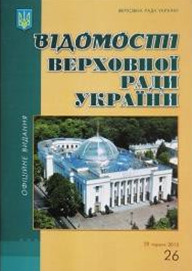 ВЕРХОВНА РАДА УКРАЇНИ
ВІДОМОСТІ
ВЕРХОВНОЇ
РАДИ
УКРАЇНИ
ОФІЦІЙНЕ ВИДАННЯ
26